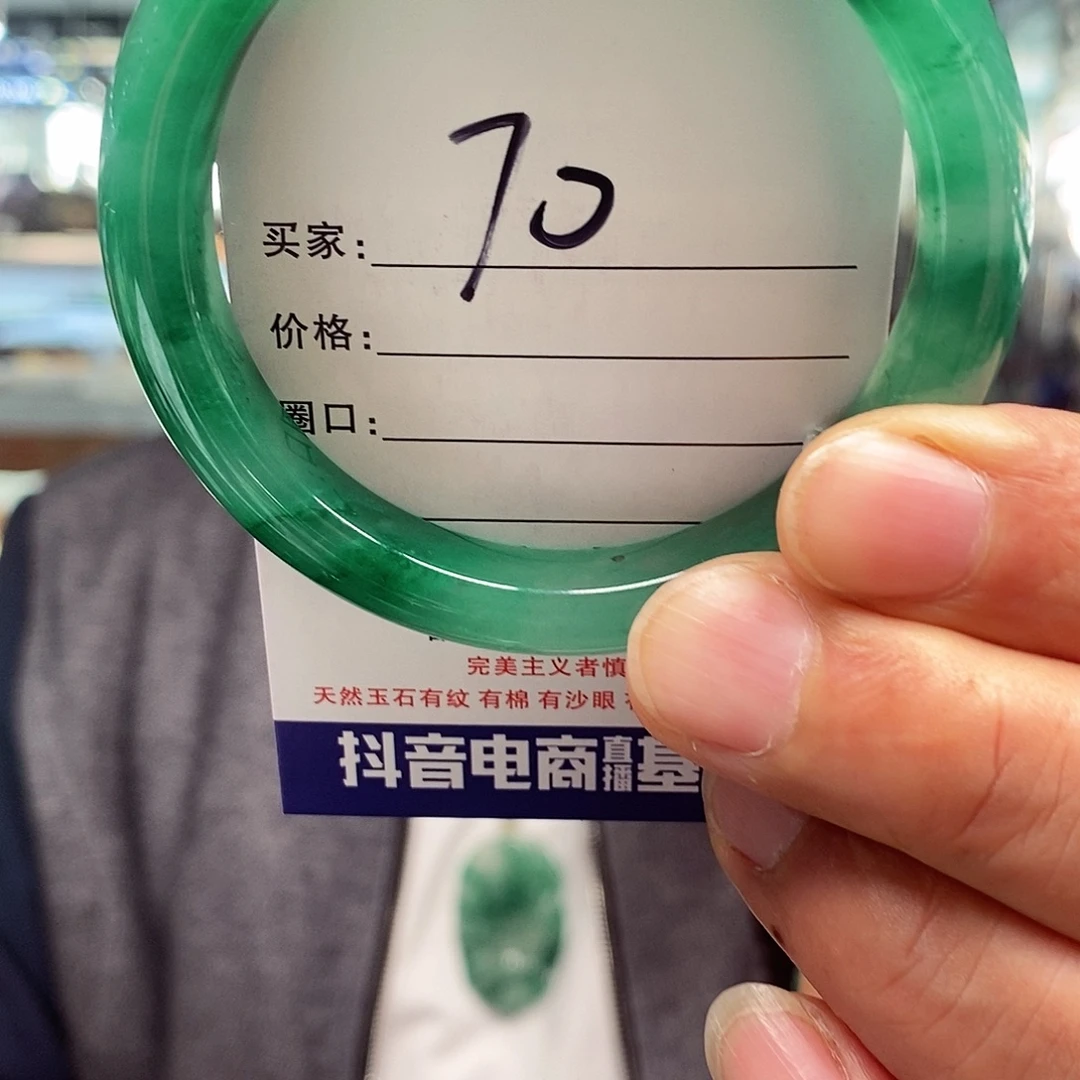 70
买家:
价格:
圈口:
完美主义者慎
天然玉石有纹 有棉 有沙眼
抖音电商直播基